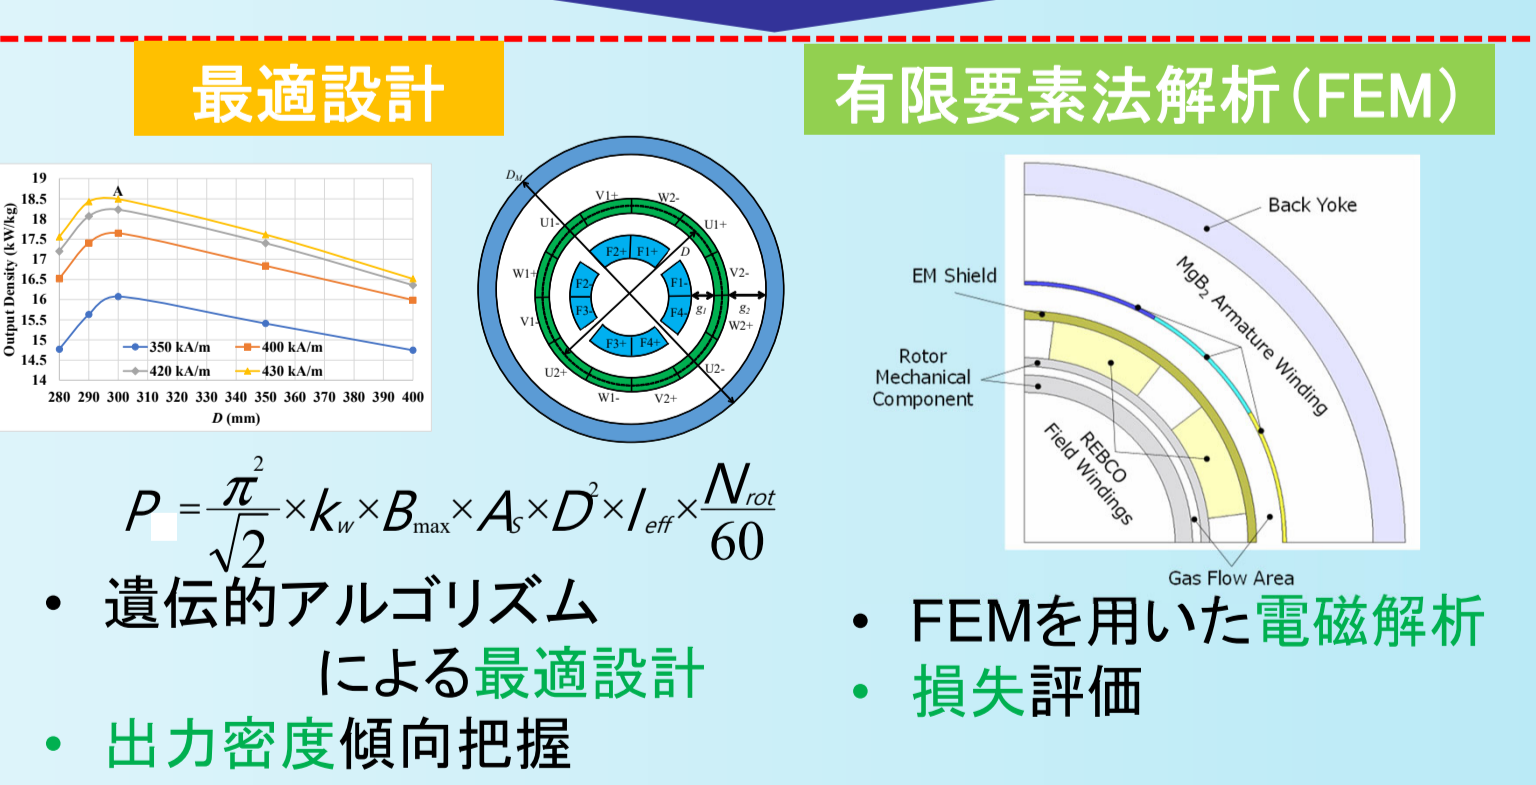 最適設計
Output Density (kW/kg)
19
18.5
18
17.5
17
16.5
16
15.5
15
14.5
14
A
350 kA/m
400 kA/m
420 kA/m
430 kA/m
280 290 300 310 320 330 340 350 360 370 380 390 400
D (mm)
DM
V1+
W2-
U1-
U1+
F2+
F1+
D
W1+
F2-
F1-
V2-
V1-
F3-
F4-
g1
g2
W2+
F3+
F4+
U2+
U2-
W1-
V2+
P = π²/√2 × kw × Bmax × As × D² × leff × Nrot/60
• 遺伝的アルゴリズム
による最適設計
• 出力密度傾向把握
有限要素法解析(FEM)
Back Yoke
EM Shield
MgB2 Armature Winding
Rotor
Mechanical
Component
REBCO
Field Windings
Gas Flow Area
• FEMを用いた電磁解析
• 損失評価